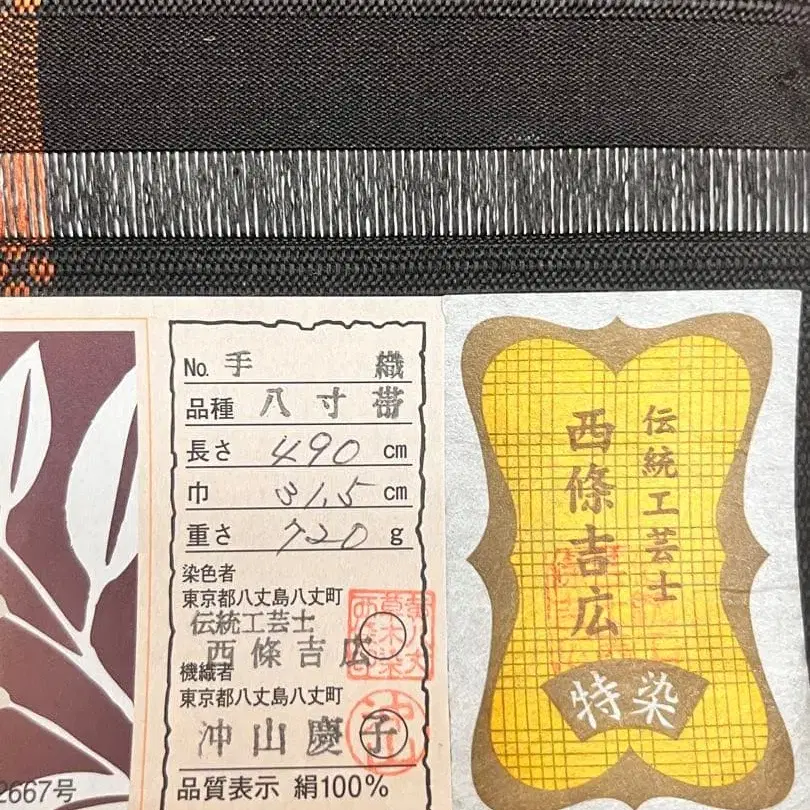 No. 手織
品種 八寸帯
長さ 490 cm
巾 31.5 cm
重さ 720 g
染色者
東京都八丈島八丈町
伝統工芸士
西條吉広
機織者
東京都八丈島八丈町
沖山慶子
品質表示 絹100%
2667号
伝統工芸士
西條吉広
特染